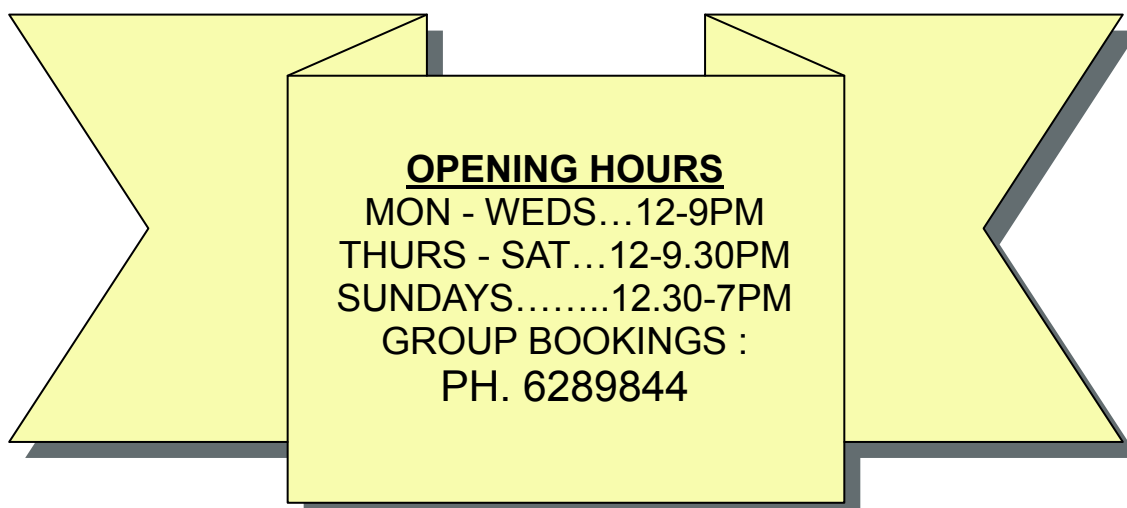 OPENING HOURS
MON - WEDS…12-9PM
THURS - SAT…12-9.30PM
SUNDAYS……..12.30-7PM
GROUP BOOKINGS :
PH. 6289844